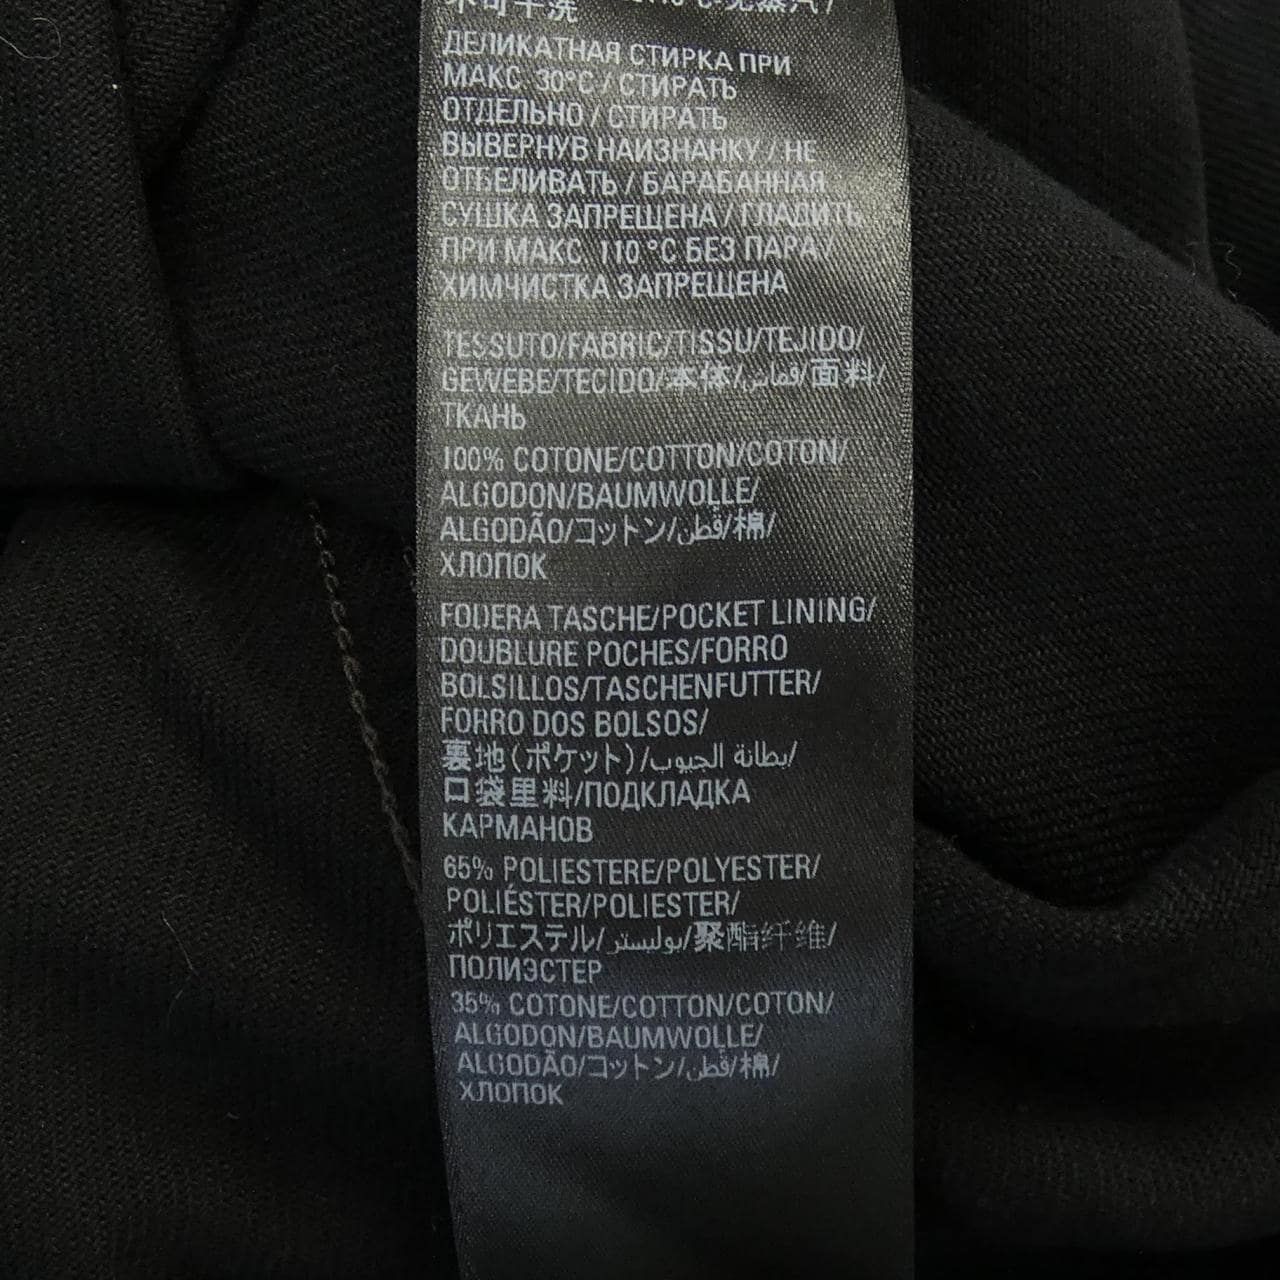 不可干洗
ДЕЛИКАТНАЯ СТИРКА ПРИ
МАКС 30°C / СТИРАТЬ
ОТДЕЛЬНО / СТИРАТЬ
ВЫВЕРНУВ НАИЗНАНКУ / НЕ
ОТБЕЛИВАТЬ / БАРАБАННАЯ
СУШКА ЗАПРЕЩЕНА / ГЛАДИТЬ
ПРИ МАКС 110°C БЕЗ ПАРА /
ХИМЧИСТКА ЗАПРЕЩЕНА
TESSUTO/FABRIC/TISSU/TEJIDO/
GEWEBE/TECIDO/本体/قماش/面料/
ТКАНЬ
100% COTONE/COTTON/COTON/
ALGODON/BAUMWOLLE/
ALGODÃO/コットン/قطن/棉/
ХЛОПОК
FODERA TASCHE/POCKET LINING/
DOUBLURE POCHES/FORRO
BOLSILLOS/TASCHENFUTTER/
FORRO DOS BOLSOS/
裏地(ポケット)/بطانة الجيوب/
口袋里料/ПОДКЛАДКА
КАРМАНОВ
65% POLIESTERE/POLYESTER/
POLIÉSTER/POLIESTER/
ポリエステル/بوليستر/聚酯纤维/
ПОЛИЭСТЕР
35% COTONE/COTTON/COTON/
ALGODON/BAUMWOLLE/
ALGODÃO/コットン/قطن/棉/
ХЛОПОК